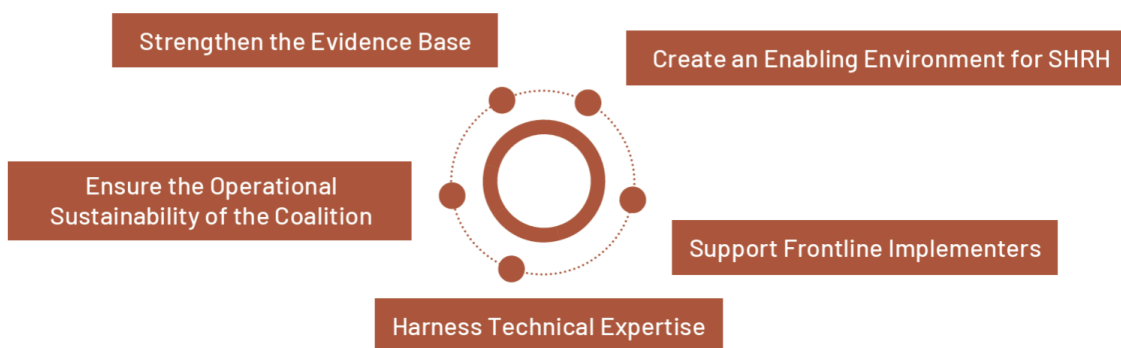 Strengthen the Evidence Base
Create an Enabling Environment for SHRH
Ensure the Operational
Sustainability of the Coalition
Support Frontline Implementers
Harness Technical Expertise